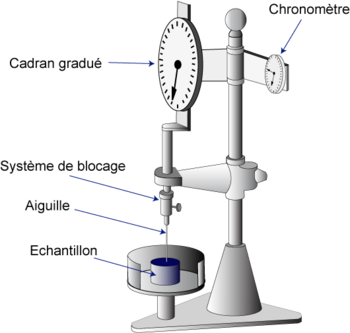 Chronomètre
Cadran gradué
Système de blocage
Aiguille
Echantillon